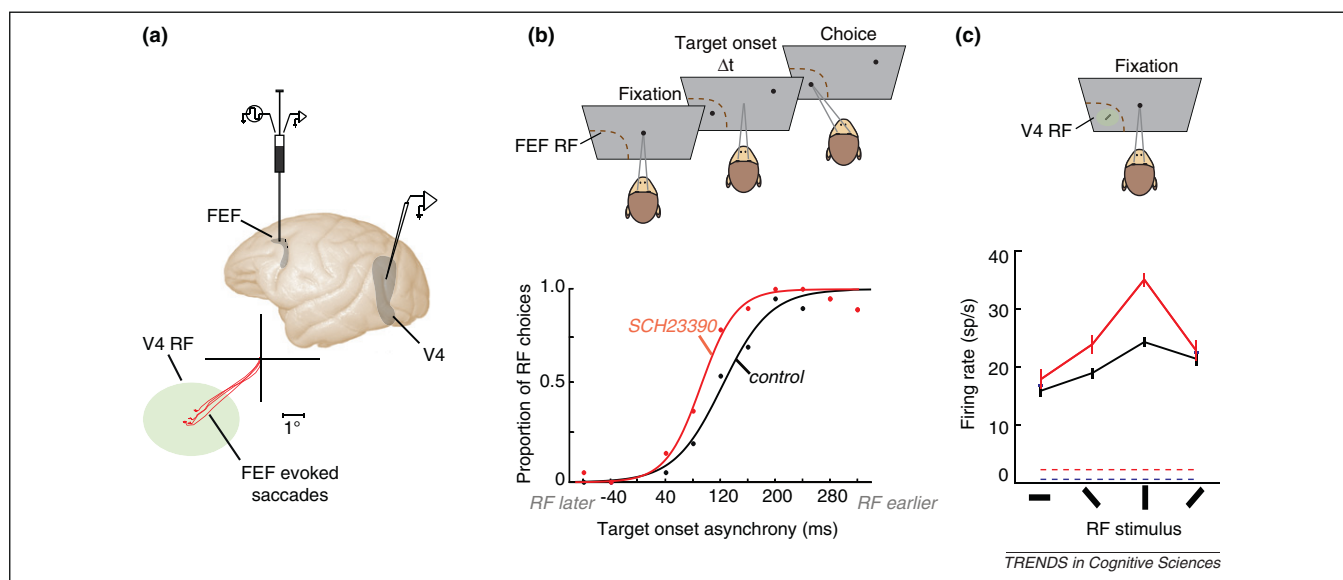 (a)
FEF
V4 RF
V4
1°
FEF evoked
saccades
(b)
Choice
Target onset
Δt
Fixation
FEF RF
Proportion of RF choices
1.0
0.5
0
SCH23390
control
-40
40
120
200
280
RF later
RF earlier
Target onset asynchrony (ms)
(c)
Fixation
V4 RF
Firing rate (sp/s)
40
30
20
10
0
RF stimulus
TRENDS in Cognitive Sciences